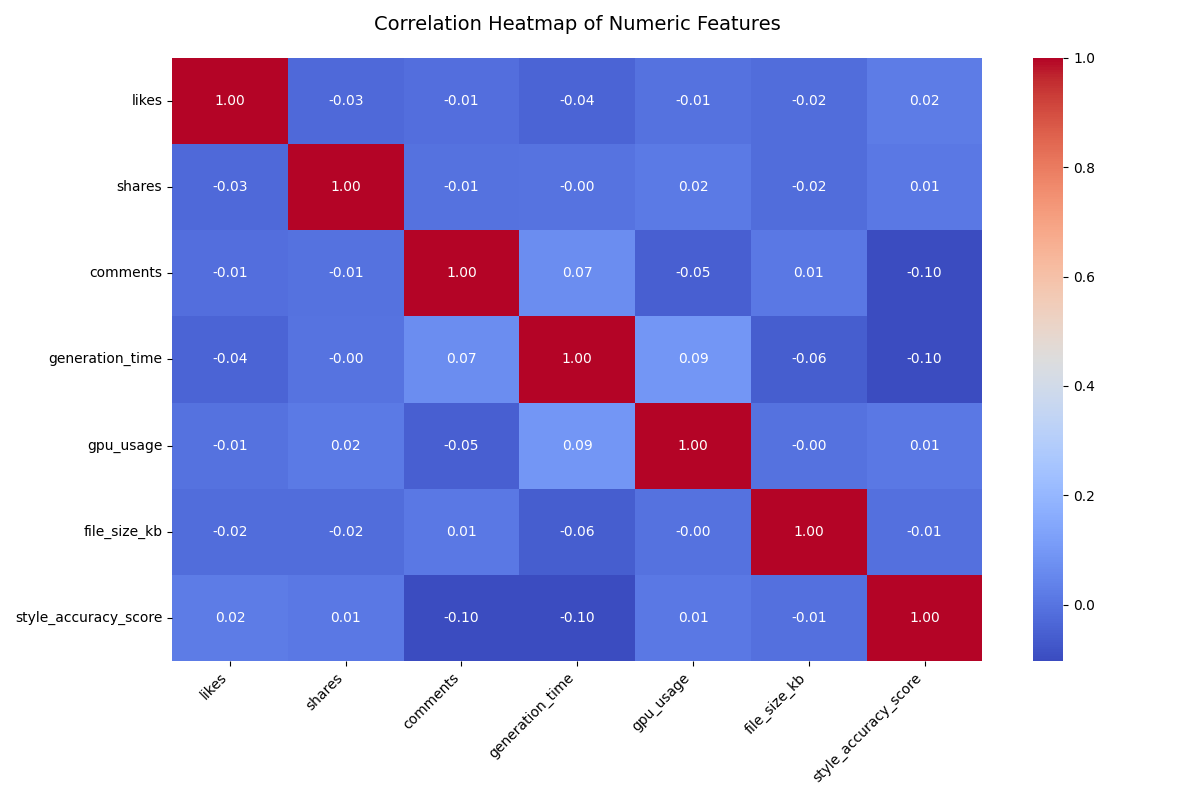 Correlation Heatmap of Numeric Features
likes 1.00 -0.03 -0.01 -0.04 -0.01 -0.02 0.02
shares -0.03 1.00 -0.01 -0.00 0.02 -0.02 0.01
comments -0.01 -0.01 1.00 0.07 -0.05 0.01 -0.10
generation_time -0.04 -0.00 0.07 1.00 0.09 -0.06 -0.10
gpu_usage -0.01 0.02 -0.05 0.09 1.00 -0.00 0.01
file_size_kb -0.02 -0.02 0.01 -0.06 -0.00 1.00 -0.01
style_accuracy_score 0.02 0.01 -0.10 -0.10 0.01 -0.01 1.00
likes shares comments generation_time gpu_usage file_size_kb style_accuracy_score
1.0
0.8
0.6
0.4
0.2
0.0